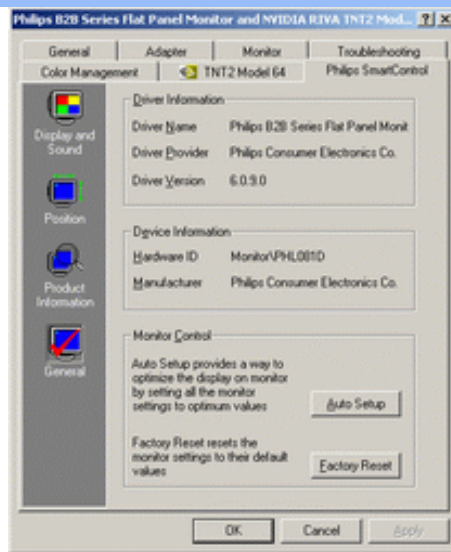 Philips B2B Series Flat Panel Monitor and NVIDIA RIVA TNT2 Mod...
General Adapter Monitor Troubleshooting
Color Management TNT2 Model 64 Philips SmartControl
Display and
Sound
Position
Product
Information
General
Driver Information
Driver Name Philips B2B Series Flat Panel Monit
Driver Provider Philips Consumer Electronics Co.
Driver Version 6.0.9.0
Device Information
Hardware ID Monitor\PHL081D
Manufacturer Philips Consumer Electronics Co.
Monitor Control
Auto Setup provides a way to
optimize the display on monitor
by setting all the monitor
settings to optimum values
Auto Setup
Factory Reset resets the
monitor settings to their default
values
Factory Reset
OK Cancel Apply